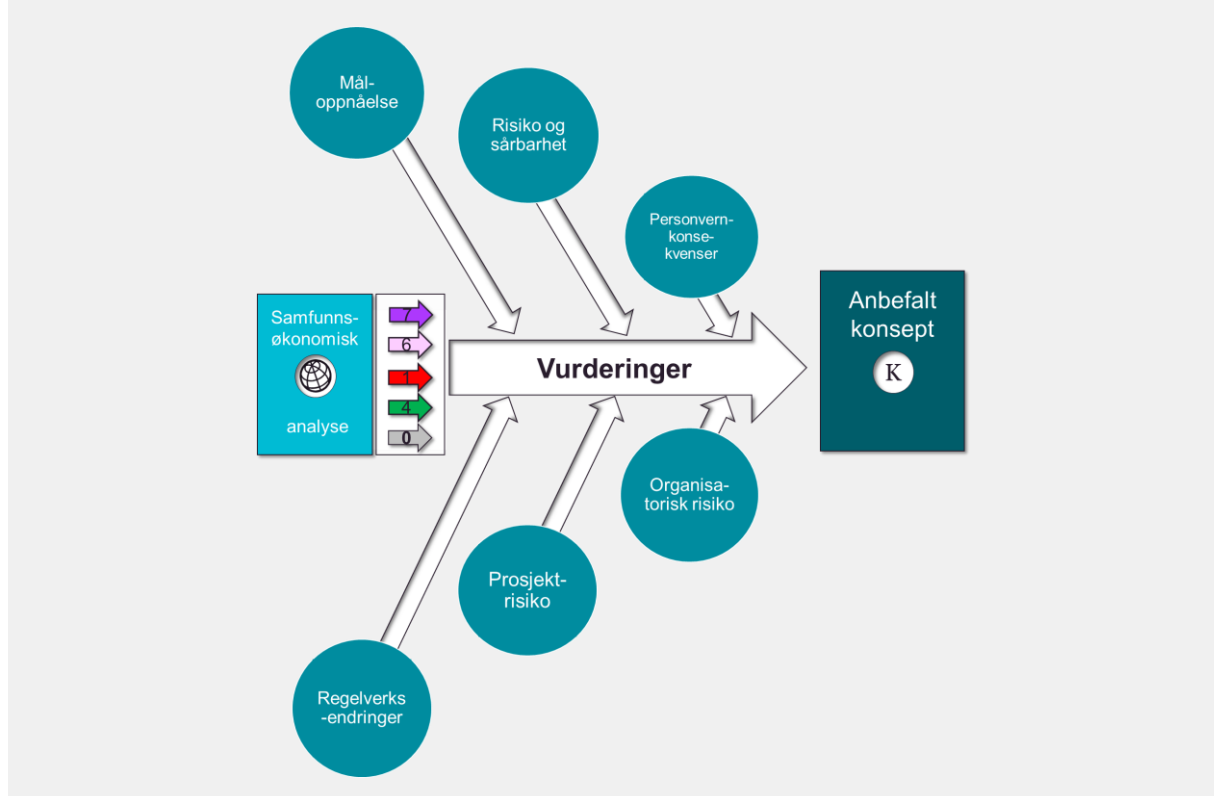 Mål-
oppnåelse
Risiko og
sårbarhet
Personvern-
konse-
kvenser
Samfunns-
økonomisk
analyse
7
6
1
4
0
Vurderinger
Anbefalt
konsept
K
Organisa-
torisk risiko
Prosjekt-
risiko
Regelverks
-endringer